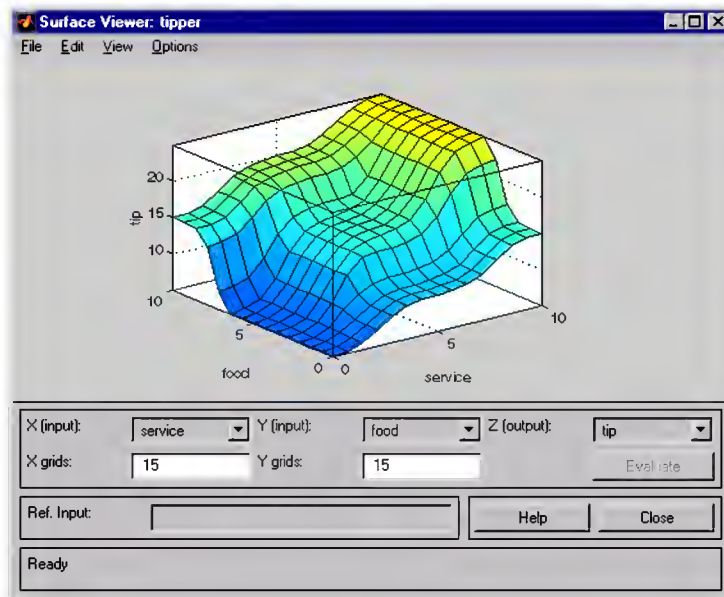 Surface Viewer: tipper
File Edit View Options
20
15
10
tip
10
5
0
food
0
5
10
service
X (input): service Y (input): food Z (output): tip
X grids: 15 Y grids: 15 Evaluate
Ref. Input: Help Close
Ready